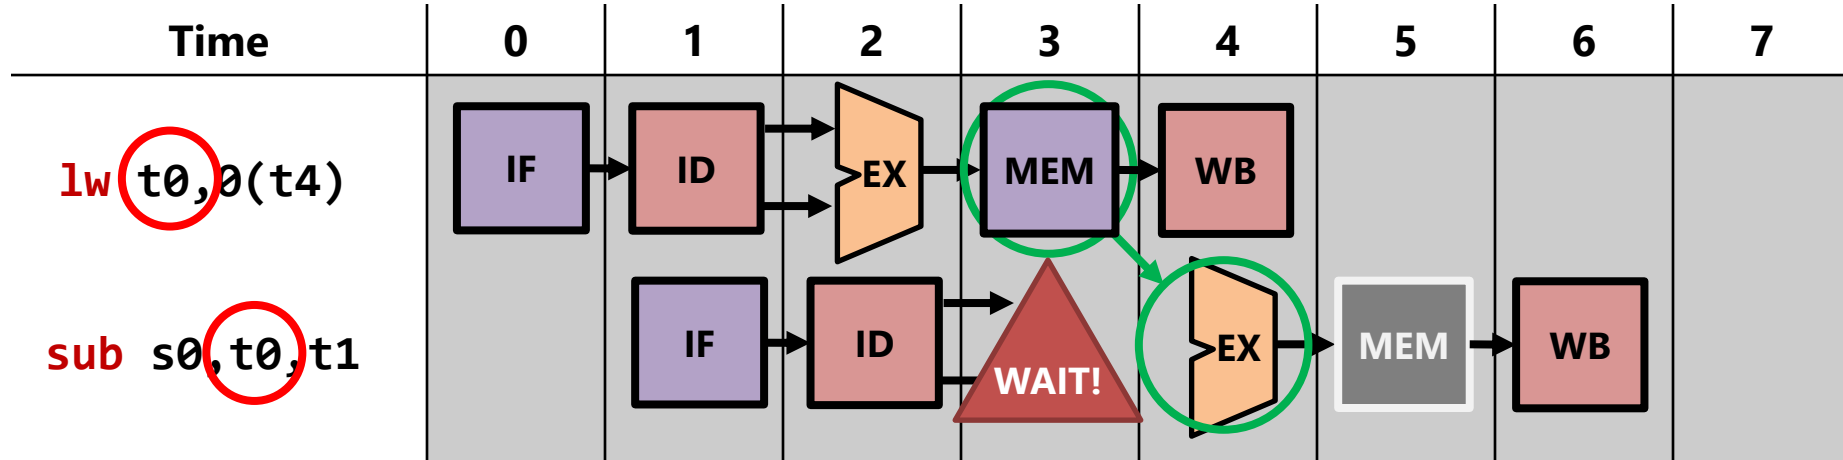 Time 0 1 2 3 4 5 6 7
lw t0,0(t4) IF ID EX MEM WB
sub s0,t0,t1 IF ID WAIT! EX MEM WB